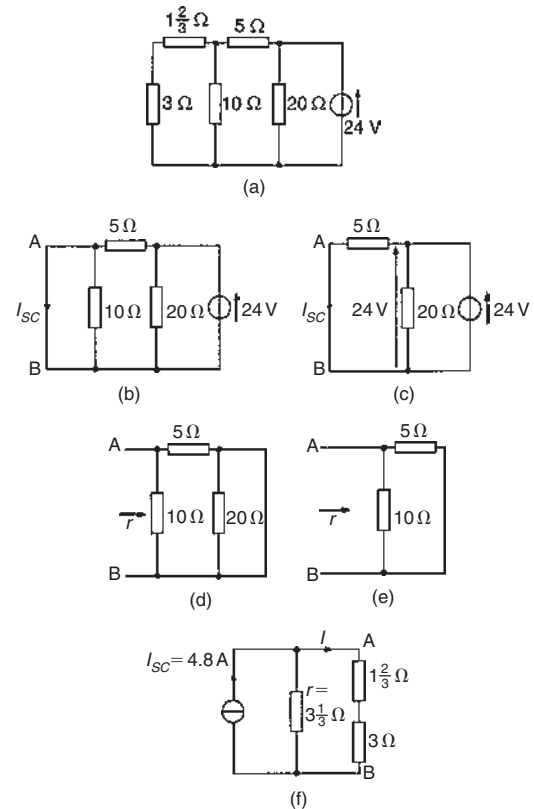 1 2/3 Ω 5 Ω
3 Ω 10 Ω 20 Ω 24 V
(a)
A 5 Ω
I_SC 10 Ω 20 Ω 24 V
B
(b)
A 5 Ω
I_SC 24 V 20 Ω 24 V
B
(c)
A 5 Ω
r 10 Ω 20 Ω
B
(d)
A 5 Ω
r 10 Ω
B
(e)
I_SC = 4.8 A I A
r = 3 1/3 Ω 1 2/3 Ω
3 Ω
B
(f)